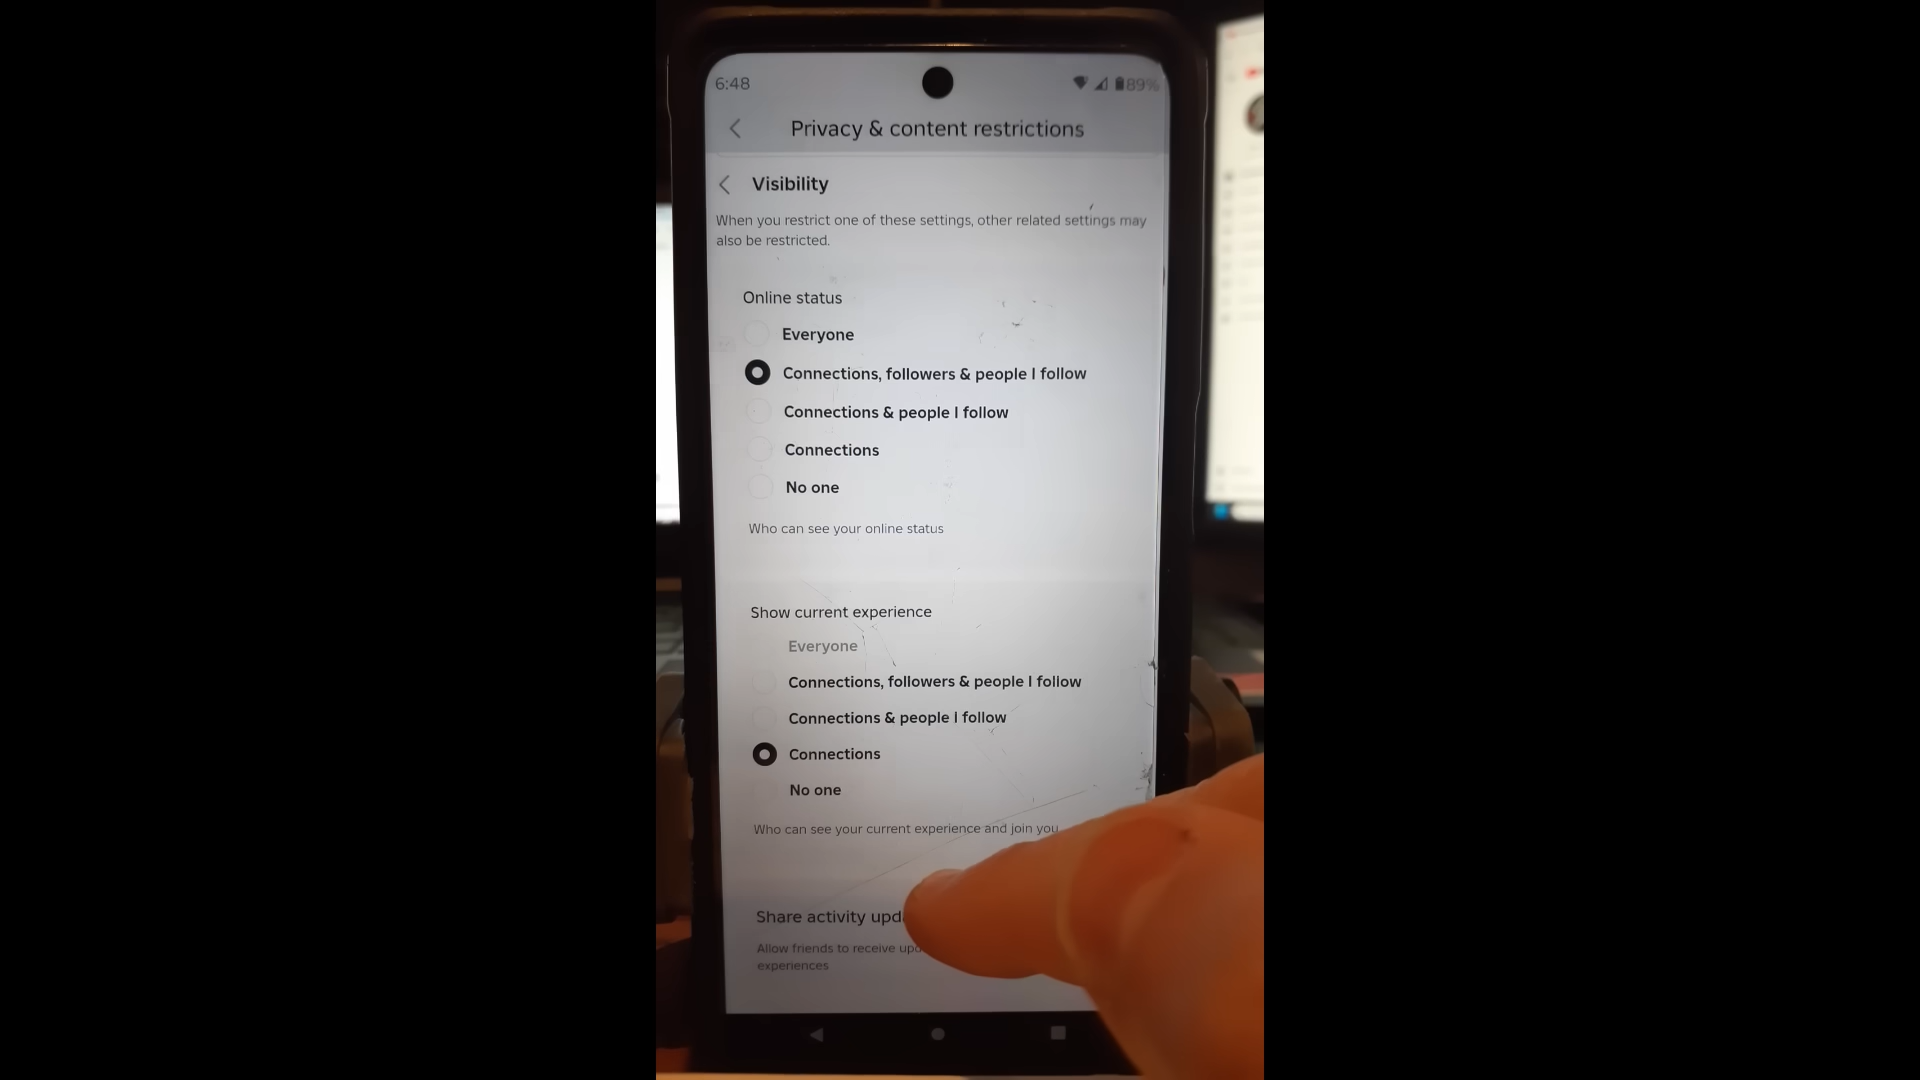 6:48
89%
Privacy & content restrictions
Visibility
When you restrict one of these settings, other related settings may
also be restricted.
Online status
Everyone
Connections, followers & people I follow
Connections & people I follow
Connections
No one
Who can see your online status
Show current experience
Everyone
Connections, followers & people I follow
Connections & people I follow
Connections
No one
Who can see your current experience and join you
Share activity
Allow friends to receive
experiences